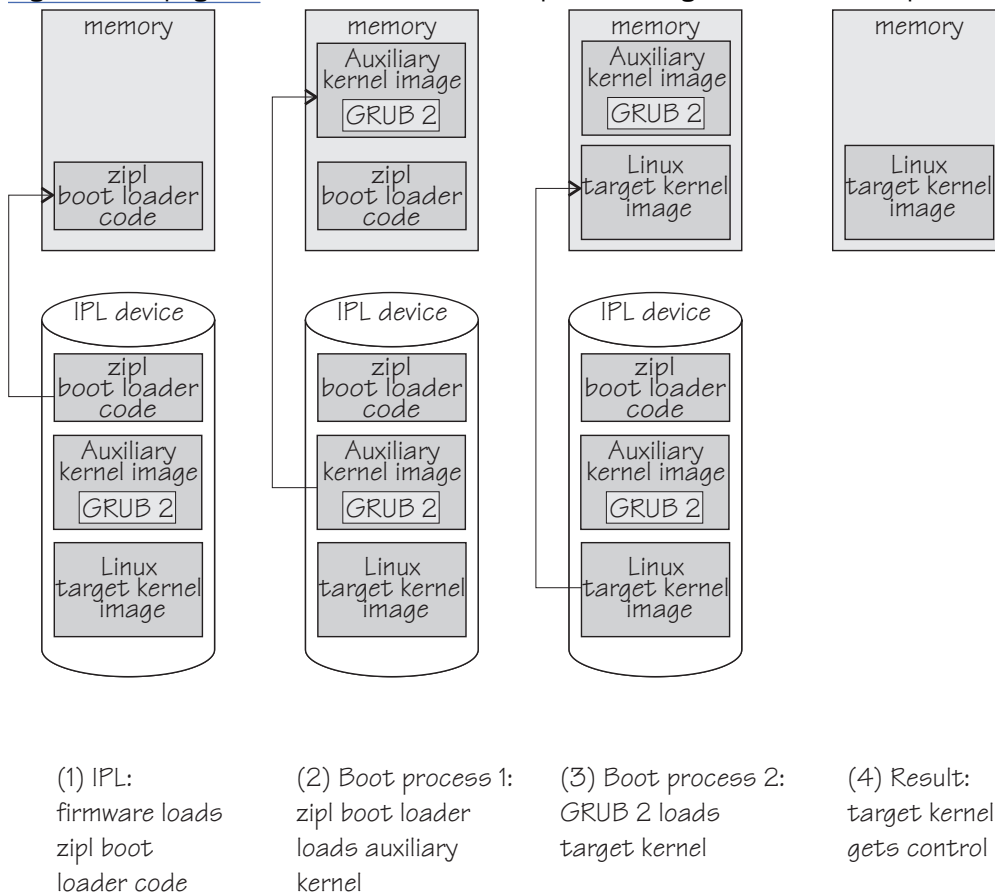 memory
zipl
boot loader
code
IPL device
zipl
boot loader
code
Auxiliary
kernel image
GRUB 2
Linux
target kernel
image
(1) IPL:
firmware loads
zipl boot
loader code
memory
Auxiliary
kernel image
GRUB 2
zipl
boot loader
code
IPL device
zipl
boot loader
code
Auxiliary
kernel image
GRUB 2
Linux
target kernel
image
(2) Boot process 1:
zipl boot loader
loads auxiliary
kernel
memory
Auxiliary
kernel image
GRUB 2
Linux
target kernel
image
IPL device
zipl
boot loader
code
Auxiliary
kernel image
GRUB 2
Linux
target kernel
image
(3) Boot process 2:
GRUB 2 loads
target kernel
memory
Linux
target kernel
image
(4) Result:
target kernel
gets control